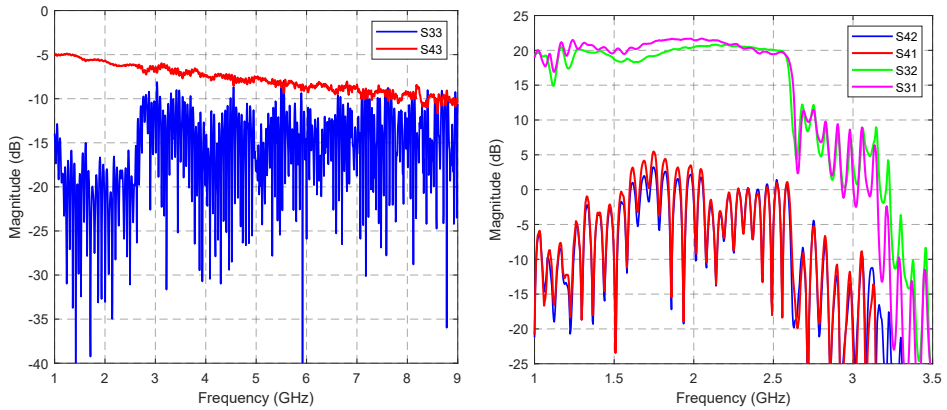 0
-5
-10
-15
-20
-25
-30
-35
-40
Magnitude (dB)
S33
S43
1 2 3 4 5 6 7 8 9
Frequency (GHz)
25
20
15
10
5
0
-5
-10
-15
-20
-25
Magnitude (dB)
S42
S41
S32
S31
1 1.5 2 2.5 3 3.5
Frequency (GHz)